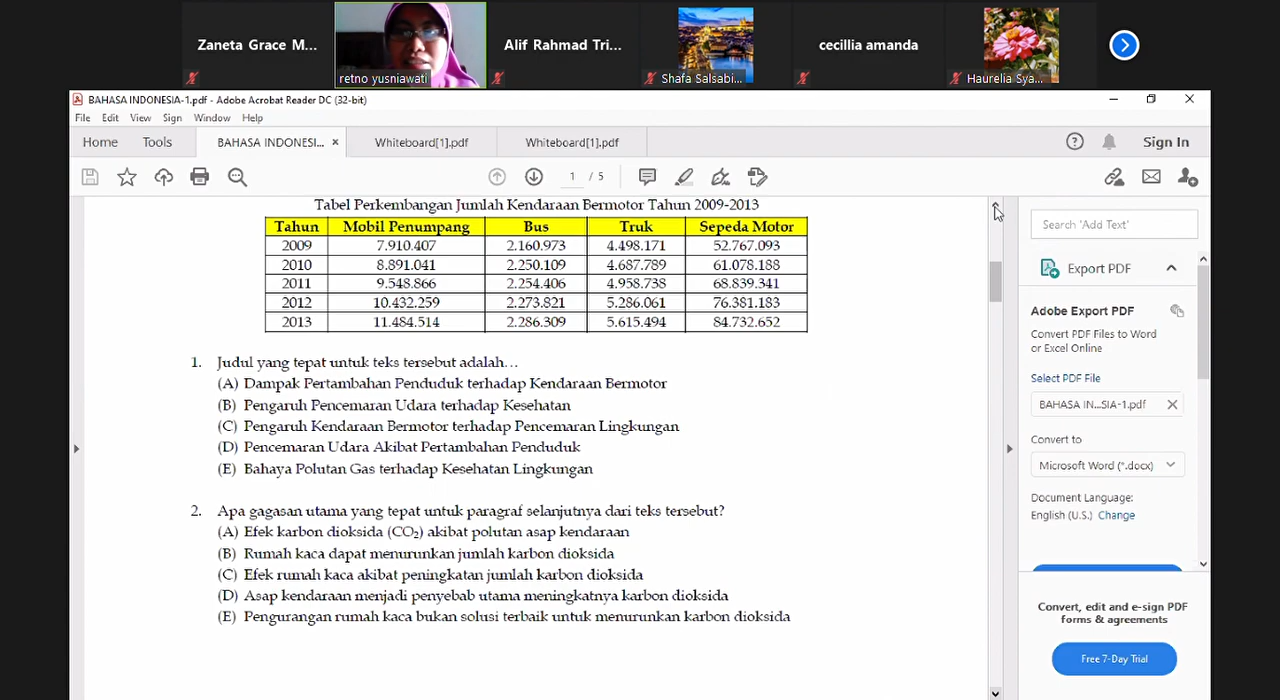 Zaneta Grace M...
retno yusniawati
Alif Rahmad Tri...
Shafa Salsabi...
cecillia amanda
Haurelia Sya...
BAHASA INDONESIA-1.pdf - Adobe Acrobat Reader DC (32-bit)
File Edit View Sign Window Help
Home Tools BAHASA INDONESI... × Whiteboard[1].pdf Whiteboard[1].pdf Sign In
1 / 5
Tabel Perkembangan Jumlah Kendaraan Bermotor Tahun 2009-2013
Tahun Mobil Penumpang Bus Truk Sepeda Motor
2009 7.910.407 2.160.973 4.498.171 52.767.093
2010 8.891.041 2.250.109 4.687.789 61.078.188
2011 9.548.866 2.254.406 4.958.738 68.839.341
2012 10.432.259 2.273.821 5.286.061 76.381.183
2013 11.484.514 2.286.309 5.615.494 84.732.652
1. Judul yang tepat untuk teks tersebut adalah...
(A) Dampak Pertambahan Penduduk terhadap Kendaraan Bermotor
(B) Pengaruh Pencemaran Udara terhadap Kesehatan
(C) Pengaruh Kendaraan Bermotor terhadap Pencemaran Lingkungan
(D) Pencemaran Udara Akibat Pertambahan Penduduk
(E) Bahaya Polutan Gas terhadap Kesehatan Lingkungan
2. Apa gagasan utama yang tepat untuk paragraf selanjutnya dari teks tersebut?
(A) Efek karbon dioksida (CO₂) akibat polutan asap kendaraan
(B) Rumah kaca dapat menurunkan jumlah karbon dioksida
(C) Efek rumah kaca akibat peningkatan jumlah karbon dioksida
(D) Asap kendaraan menjadi penyebab utama meningkatnya karbon dioksida
(E) Pengurangan rumah kaca bukan solusi terbaik untuk menurunkan karbon dioksida
Search 'Add Text'
Export PDF
Adobe Export PDF
Convert PDF Files to Word
or Excel Online
Select PDF File
BAHASA IN...SIA-1.pdf
Convert to
Microsoft Word (*.docx)
Document Language:
English (U.S.) Change
Convert, edit and e-sign PDF
forms & agreements
Free 7-Day Trial